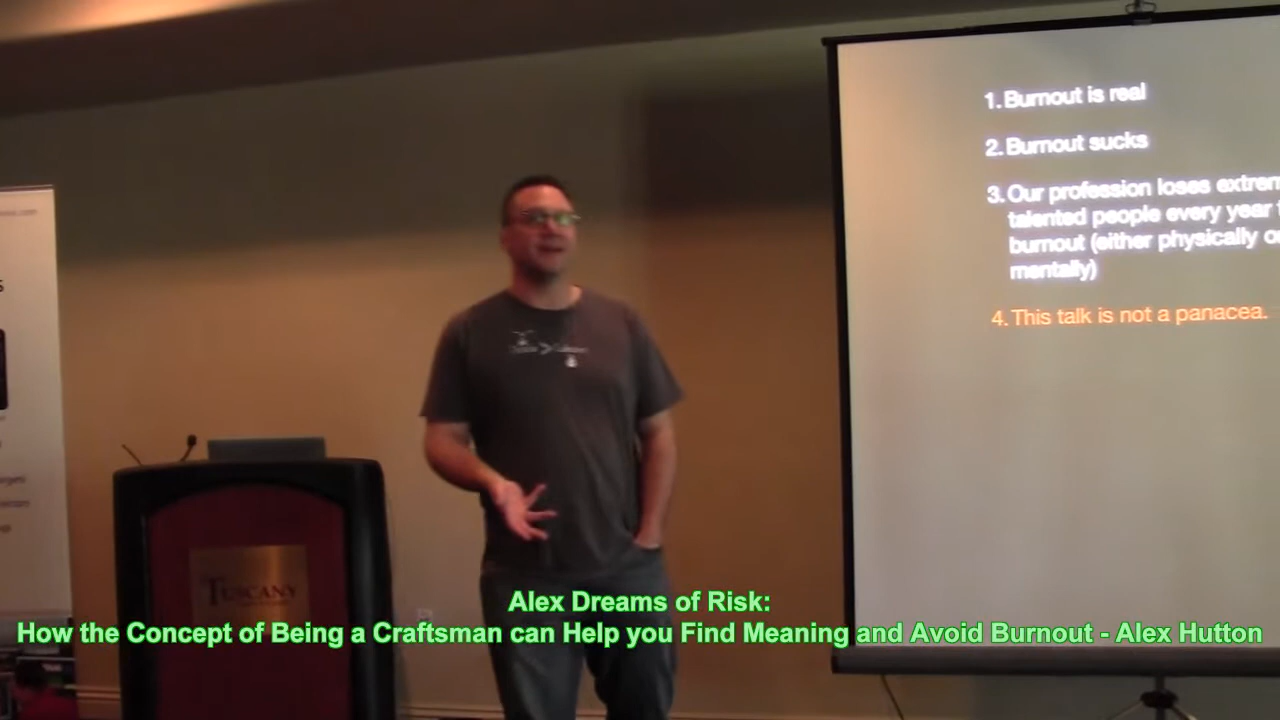 1. Burnout is real
2. Burnout sucks
3. Our profession loses
talented people every year
burnout (either physically
mentally)
4. This talk is not a panacea.
TUSCANY
Alex Dreams of Risk:
How the Concept of Being a Craftsman can Help you Find Meaning and Avoid Burnout - Alex Hutton